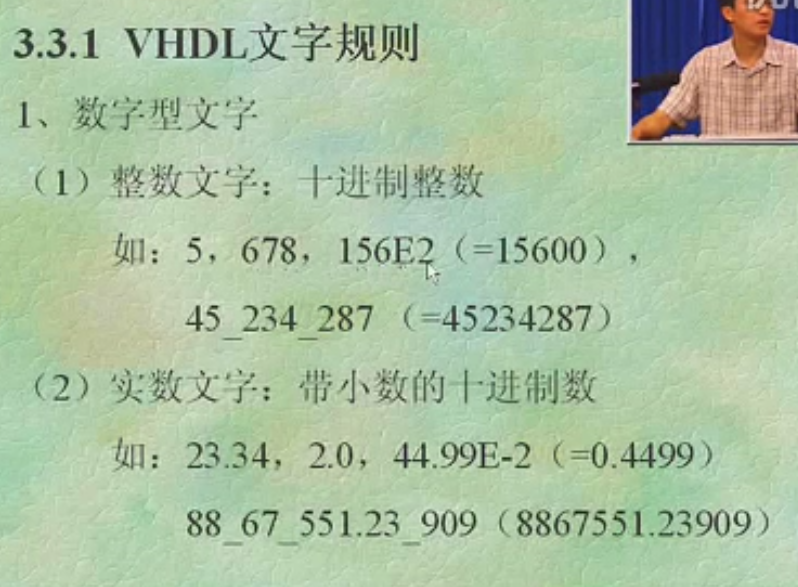 3.3.1 VHDL文字规则
1、数字型文字
（1）整数文字：十进制整数
如：5，678，156E2（=15600），
45_234_287（=45234287）
（2）实数文字：带小数的十进制数
如：23.34，2.0，44.99E-2（=0.4499）
88_67_551.23_909（8867551.23909）